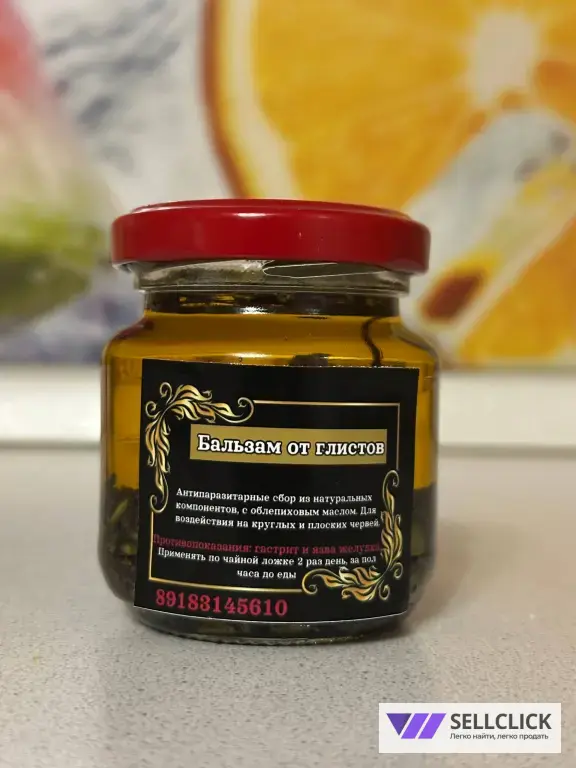 Бальзам от глистов
Антипаразитарные сбор из натуральных
компонентов, с облепиховым маслом. Для
воздействия на круглых и плоских червей.
Противопоказания: гастрит и язва желудка.
Применять по чайной ложке 2 раз день, за пол
часа до еды
89183145610
SELLCLICK
Легко найти, легко продать